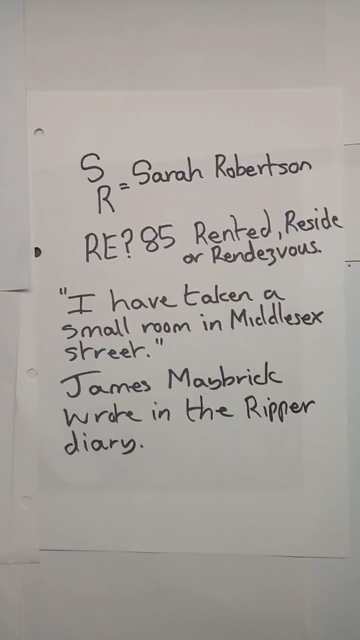 S
R = Sarah Robertson
RE? 85 Rented, Reside
or Rendezvous.
"I have taken a
small room in Middlesex
street."
James Maybrick
wrote in the Ripper
diary.